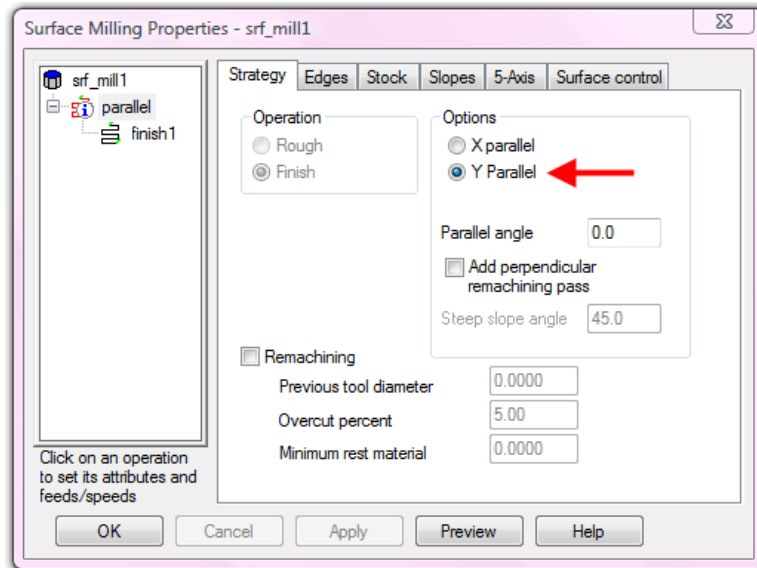 Surface Milling Properties - srf_mill1
srf_mill1
parallel
finish1
Click on an operation
to set its attributes and
feeds/speeds
Strategy Edges Stock Slopes 5-Axis Surface control
Operation
Rough
Finish
Options
X parallel
Y Parallel
Parallel angle 0.0
Add perpendicular
remachining pass
Steep slope angle 45.0
Remachining
Previous tool diameter 0.0000
Overcut percent 5.00
Minimum rest material 0.0000
OK Cancel Apply Preview Help